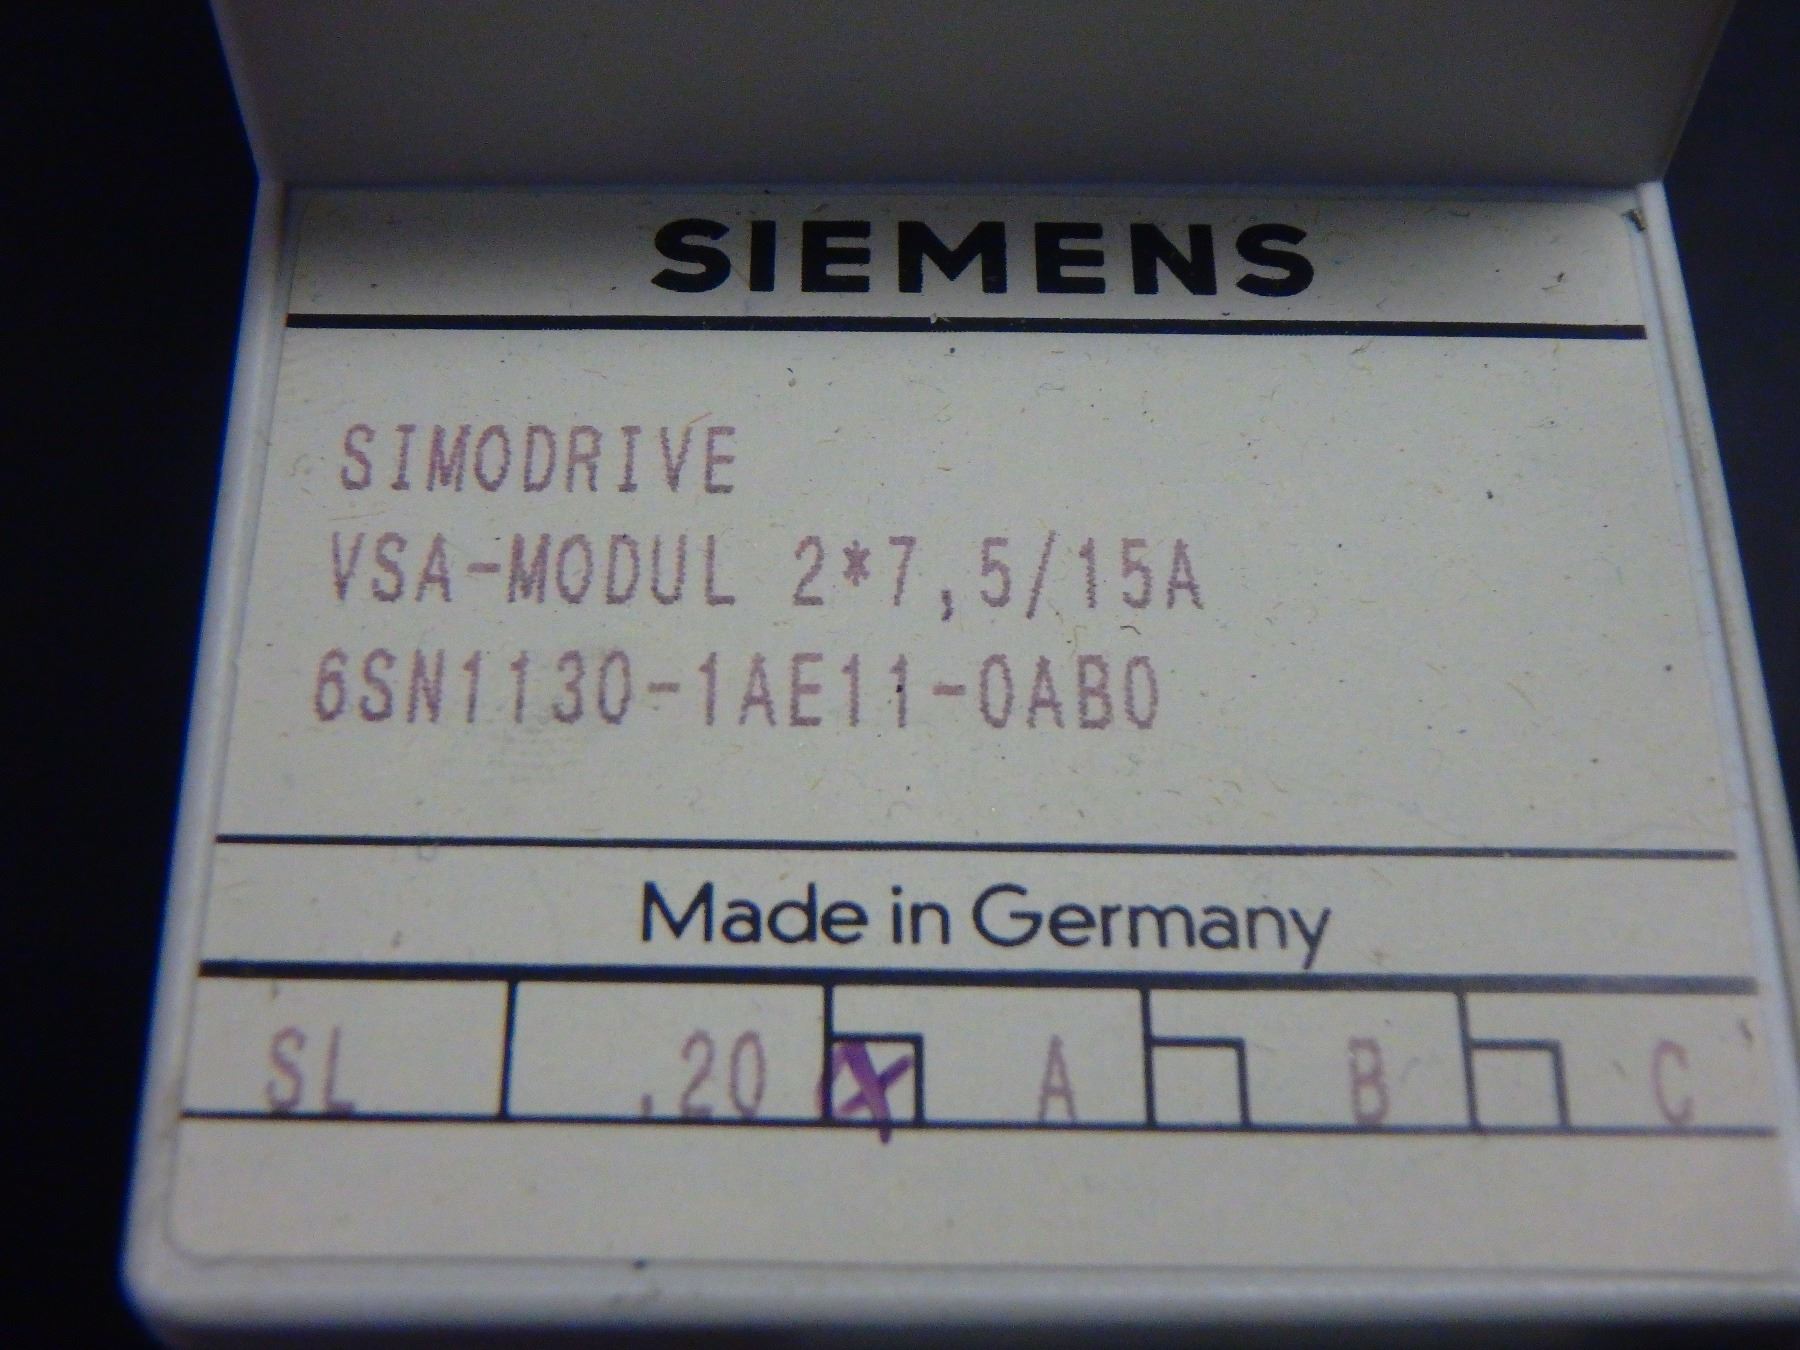 SIEMENS
SIMODRIVE
VSA-MODUL 2*7,5/15A
6SN1130-1AE11-0AB0
Made in Germany
SL .20 A B C